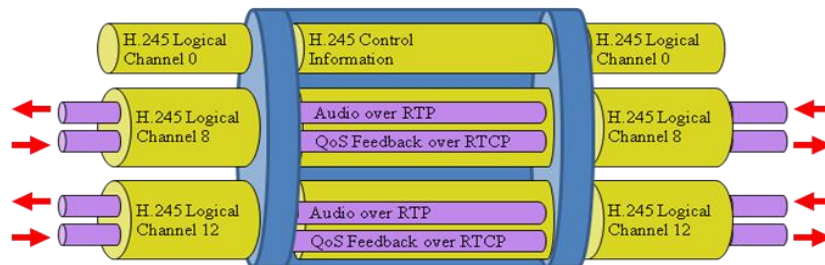 H.245 Logical
Channel 0
H.245 Control
Information
H.245 Logical
Channel 0
H.245 Logical
Channel 8
Audio over RTP
QoS Feedback over RTCP
H.245 Logical
Channel 8
H.245 Logical
Channel 12
Audio over RTP
QoS Feedback over RTCP
H.245 Logical
Channel 12